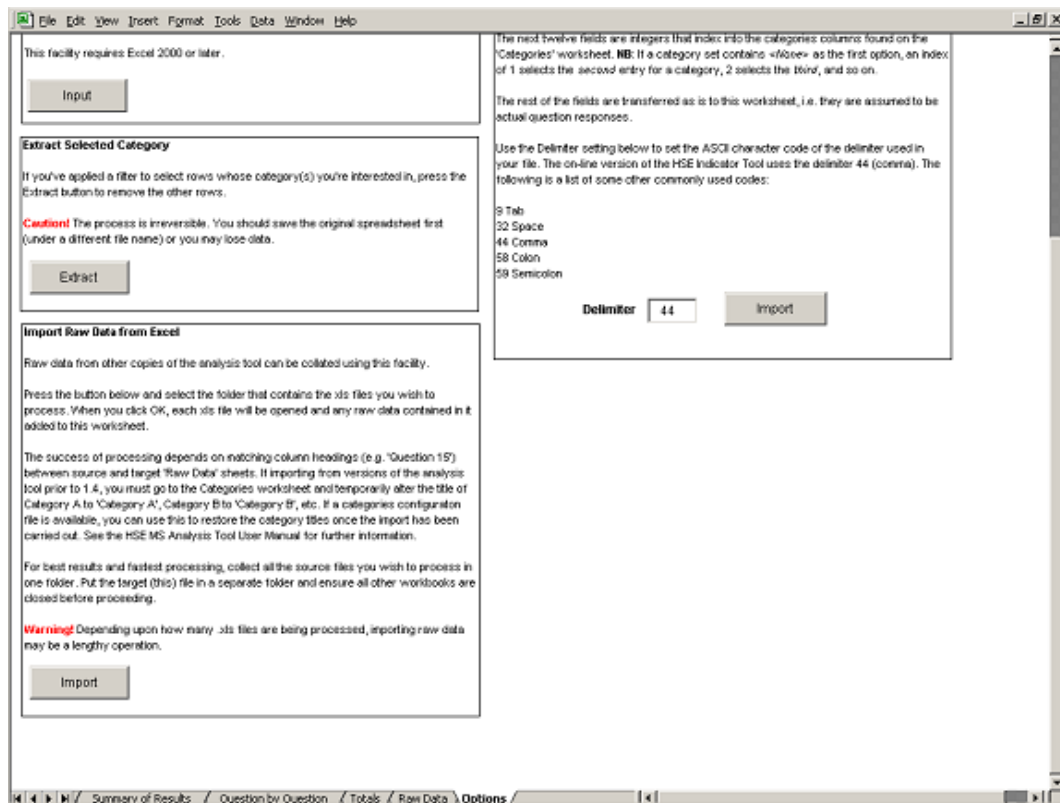 File Edit View Insert Format Tools Data Window Help
This facility requires Excel 2000 or later.
Input
Extract Selected Category
If you've applied a filter to select rows whose category(s) you're interested in, press the
Extract button to remove the other rows.
Caution! The process is irreversible. You should save the original spreadsheet first
(under a different file name) or you may lose data.
Extract
Import Raw Data from Excel
Raw data from other copies of the analysis tool can be collated using this facility.
Press the button below and select the folder that contains the xls files you wish to
process. When you click OK, each xls file will be opened and any raw data contained in it
added to this worksheet.
The success of processing depends on matching column headings (e.g. 'Question 15')
between source and target 'Raw Data' sheets. If importing from versions of the analysis
tool prior to 1.4, you must go to the Categories worksheet and temporarily alter the title of
Category A to 'Category A', Category B to 'Category B', etc. If a categories configuraton
file is available, you can use this to restore the category titles once the import has been
carried out. See the HSE MS Analysis Tool User Manual for further information.
For best results and fastest processing, collect all the source files you wish to process in
one folder. Put the target (this) file in a separate folder and ensure all other workbooks are
closed before proceeding.
Warning! Depending upon how many .xls files are being processed, importing raw data
may be a lengthy operation.
Import
The next twelve fields are integers that index into the categories columns found on the
'Categories' worksheet. NB: If a category set contains <None> as the first option, an index
of 1 selects the second entry for a category, 2 selects the third, and so on.
The rest of the fields are transferred as is to this worksheet, i.e. they are assumed to be
actual question responses.
Use the Delimiter setting below to set the ASCII character code of the delimiter used in
your file. The on-line version of the HSE Indicator Tool uses the delimiter 44 (comma). The
following is a list of some other commonly used codes:
9 Tab
32 Space
44 Comma
58 Colon
59 Semicolon
Delimiter 44 Import
Summary of Results / Question by Question / Totals / Raw Data \ Options /